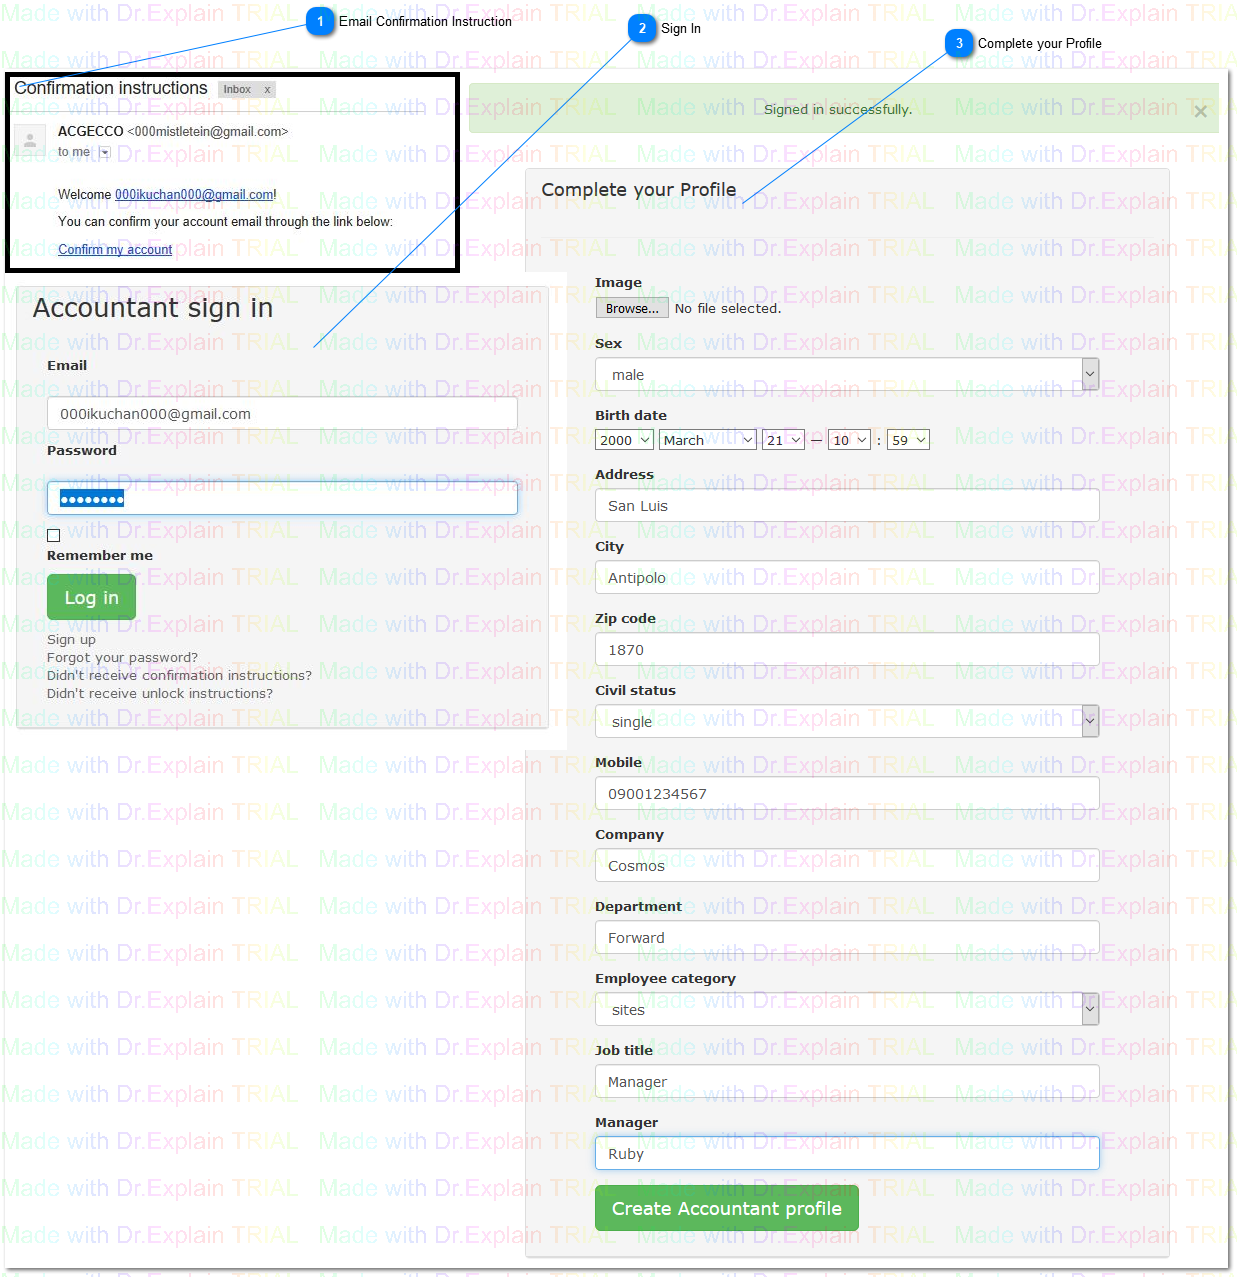 1 Email Confirmation Instruction
2 Sign In
3 Complete your Profile
Confirmation instructions Inbox x
ACGECCO <000mistletein@gmail.com>
to me
Welcome 000ikuchan000@gmail.com!
You can confirm your account email through the link below:
Confirm my account
Accountant sign in
Email
000ikuchan000@gmail.com
Password
Remember me
Log in
Sign up
Forgot your password?
Didn't receive confirmation instructions?
Didn't receive unlock instructions?
Signed in successfully. ×
Complete your Profile
Image
Browse... No file selected.
Sex
male
Birth date
2000 March 21 — 10 : 59
Address
San Luis
City
Antipolo
Zip code
1870
Civil status
single
Mobile
09001234567
Company
Cosmos
Department
Forward
Employee category
sites
Job title
Manager
Manager
Ruby
Create Accountant profile
Made with Dr.Explain TRIAL